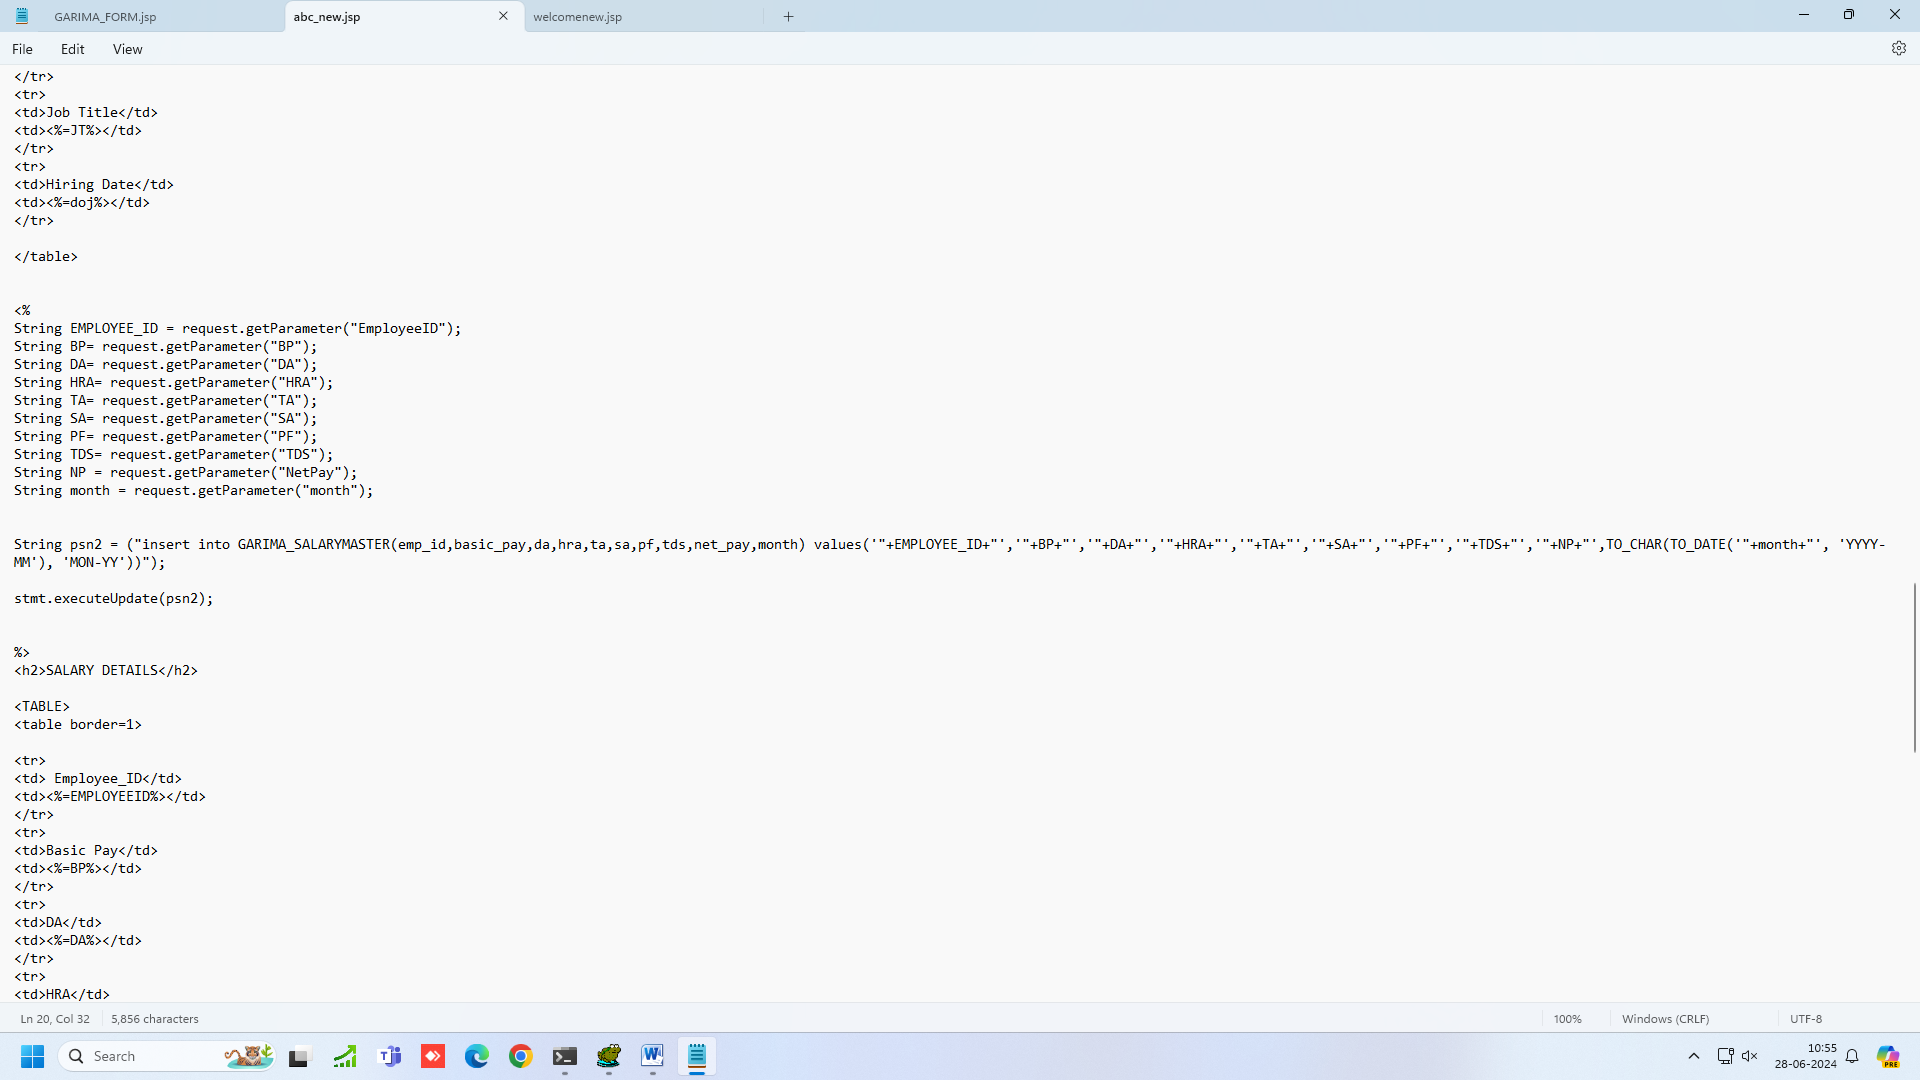 GARIMA_FORM.jsp
abc_new.jsp
welcomenew.jsp
File Edit View
</tr>
<tr>
<td>Job Title</td>
<td><%=JT%></td>
</tr>
<tr>
<td>Hiring Date</td>
<td><%=doj%></td>
</tr>
</table>
<%
String EMPLOYEE_ID = request.getParameter("EmployeeID");
String BP= request.getParameter("BP");
String DA= request.getParameter("DA");
String HRA= request.getParameter("HRA");
String TA= request.getParameter("TA");
String SA= request.getParameter("SA");
String PF= request.getParameter("PF");
String TDS= request.getParameter("TDS");
String NP = request.getParameter("NetPay");
String month = request.getParameter("month");
String psn2 = ("insert into GARIMA_SALARYMASTER(emp_id,basic_pay,da,hra,ta,sa,pf,tds,net_pay,month) values('"+EMPLOYEE_ID+"','"+BP+"','"+DA+"','"+HRA+"','"+TA+"','"+SA+"','"+PF+"','"+TDS+"','"+NP+"',TO_CHAR(TO_DATE('"+month+"', 'YYYY-
MM'), 'MON-YY'))");
stmt.executeUpdate(psn2);
%>
<h2>SALARY DETAILS</h2>
<TABLE>
<table border=1>
<tr>
<td> Employee_ID</td>
<td><%=EMPLOYEEID%></td>
</tr>
<tr>
<td>Basic Pay</td>
<td><%=BP%></td>
</tr>
<tr>
<td>DA</td>
<td><%=DA%></td>
</tr>
<tr>
<td>HRA</td>
Ln 20, Col 32 5,856 characters 100% Windows (CRLF) UTF-8
Search
10:55
28-06-2024
PRE